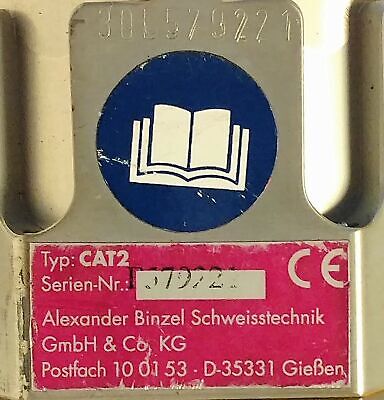 Typ: CAT2
Serien-Nr.:
CE
Alexander Binzel Schweisstechnik
GmbH & Co. KG
Postfach 10 01 53 - D-35331 Gießen